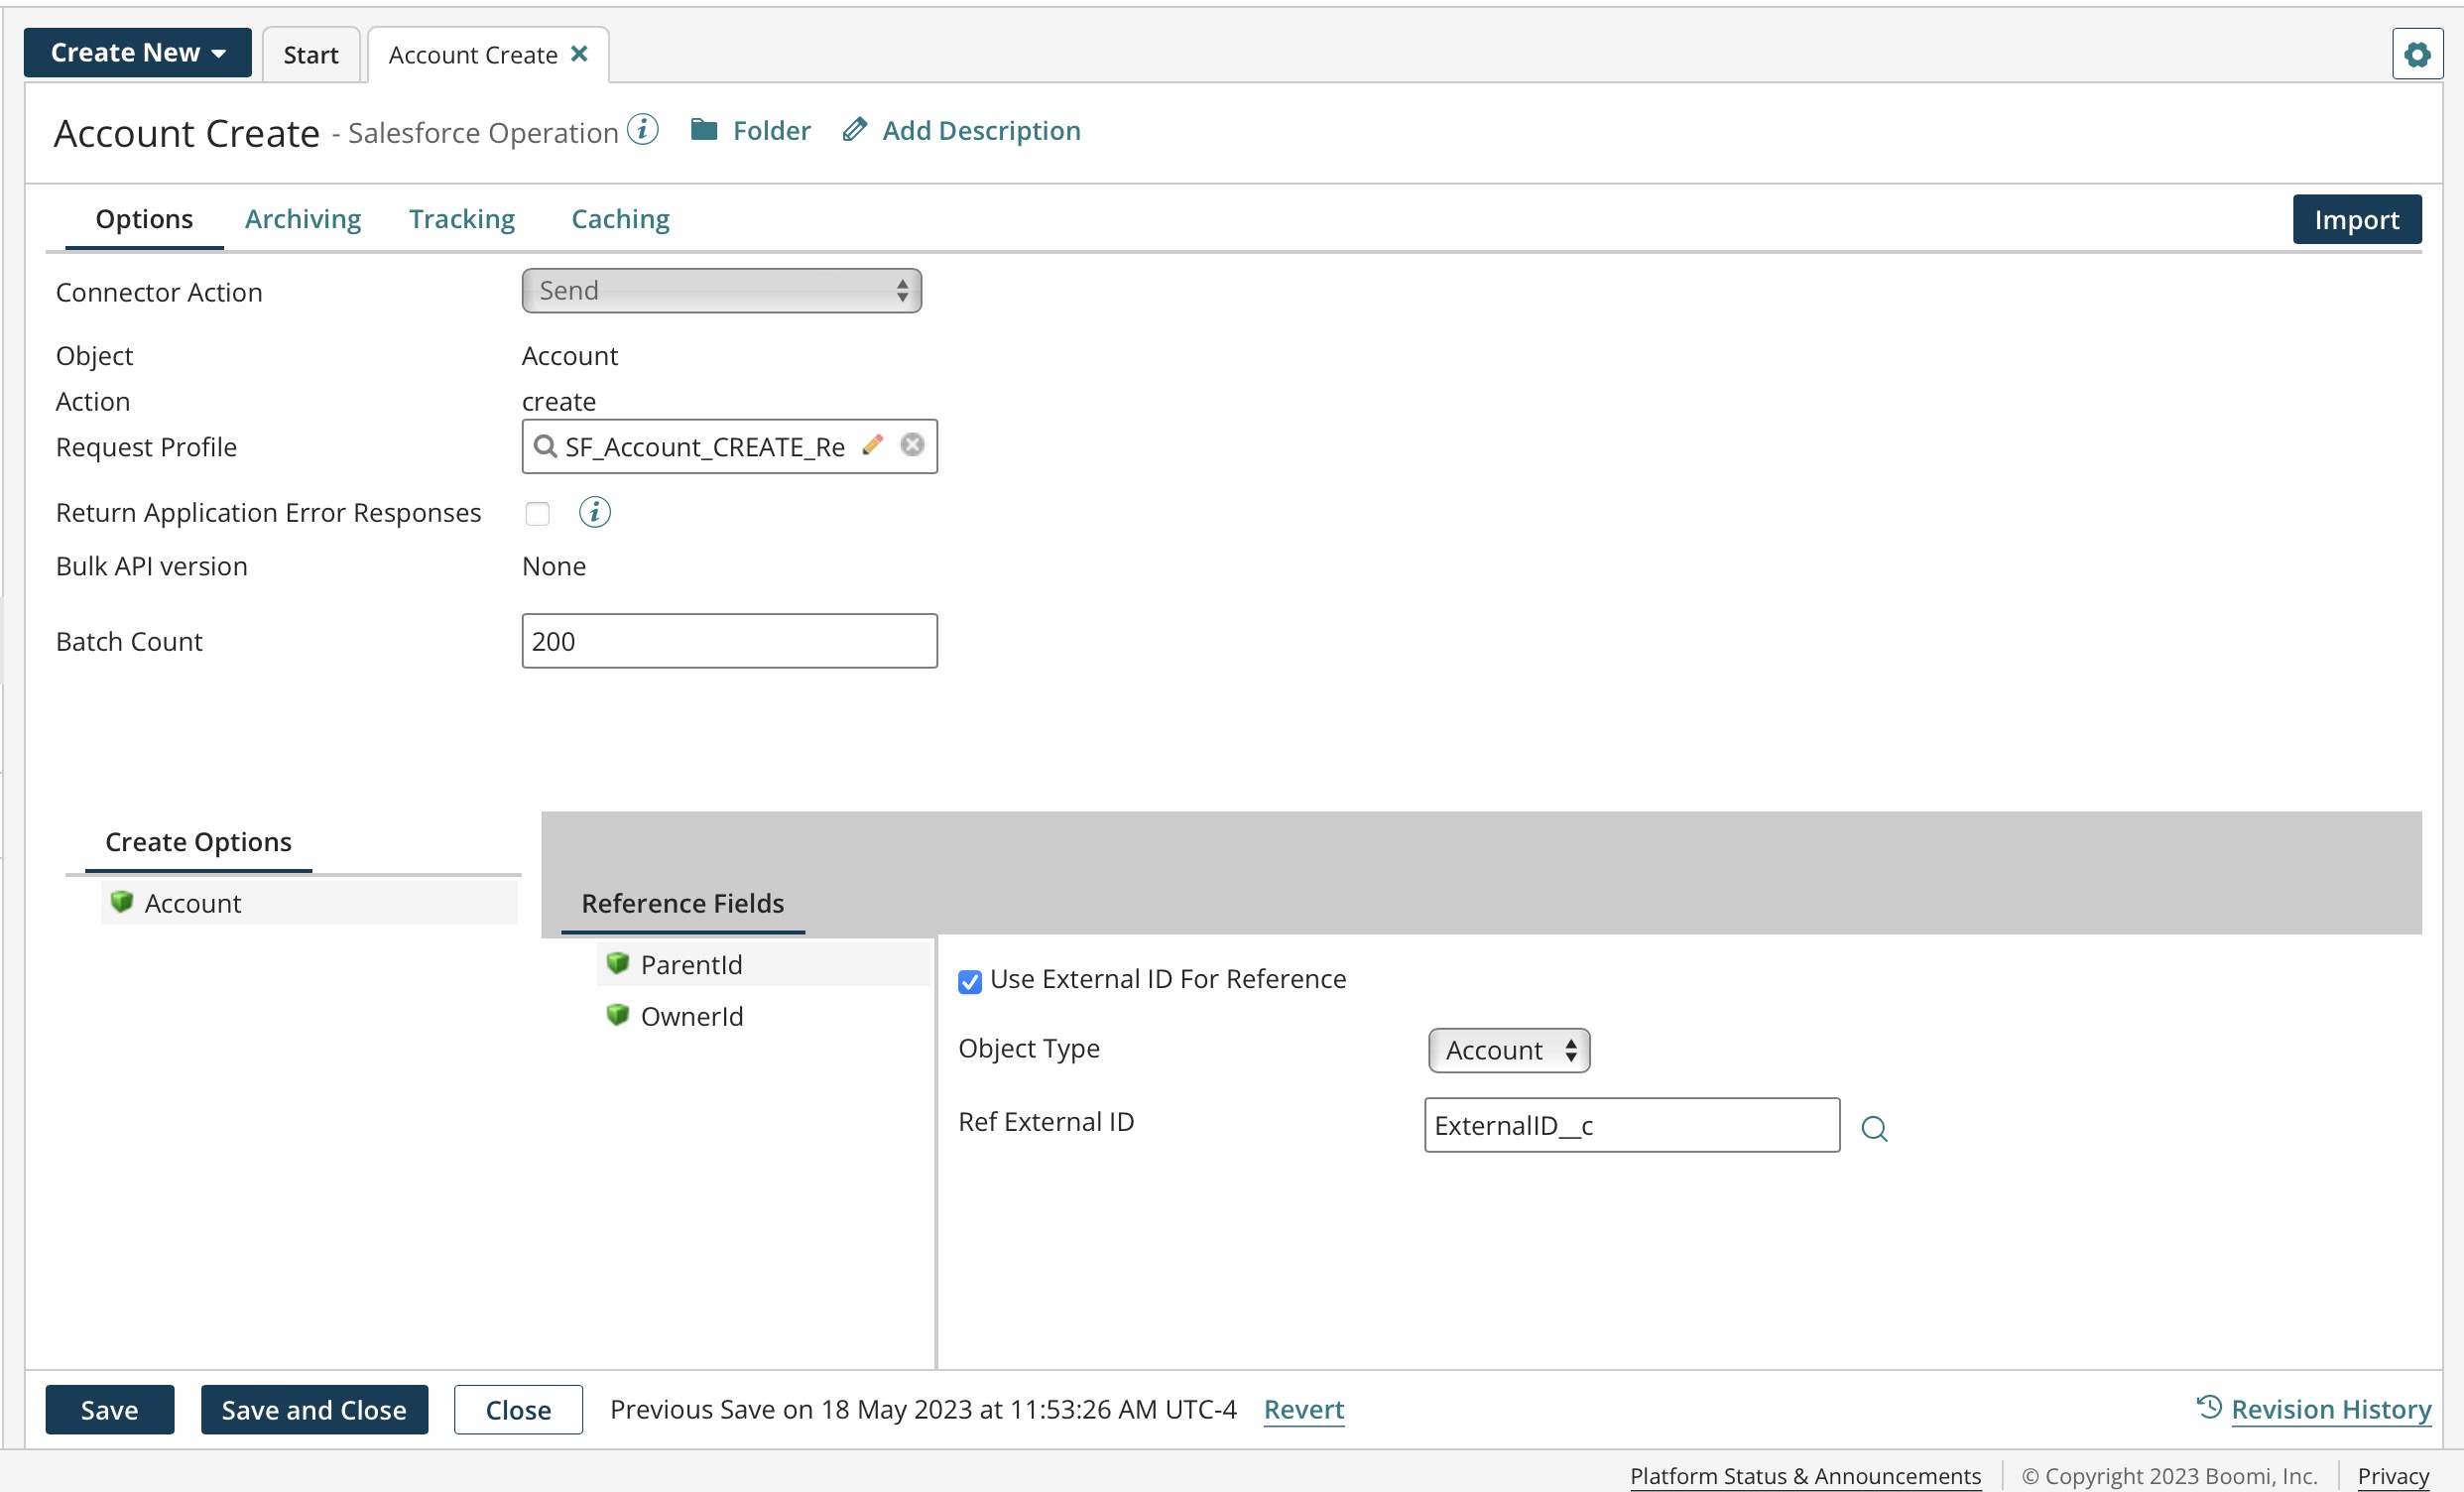 Create New
Start
Account Create
Account Create - Salesforce Operation
Folder
Add Description
Options
Archiving
Tracking
Caching
Import
Connector Action
Send
Object
Account
Action
create
Request Profile
SF_Account_CREATE_Re
Return Application Error Responses
Bulk API version
None
Batch Count
200
Create Options
Account
Reference Fields
ParentId
OwnerId
Use External ID For Reference
Object Type
Account
Ref External ID
ExternalID__c
Save
Save and Close
Close
Previous Save on 18 May 2023 at 11:53:26 AM UTC-4
Revert
Revision History
Platform Status & Announcements
© Copyright 2023 Boomi, Inc.
Privacy